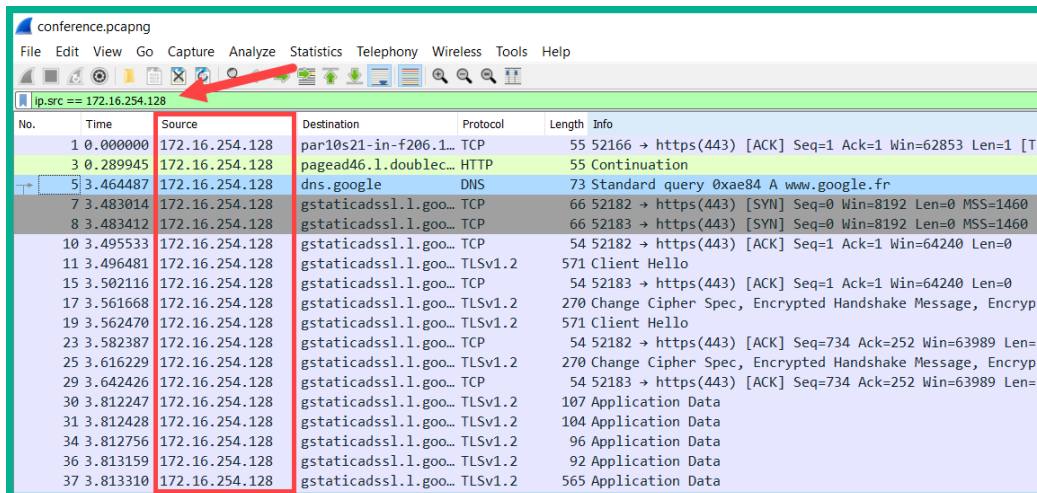 conference.pcapng
File Edit View Go Capture Analyze Statistics Telephony Wireless Tools Help
ip.src == 172.16.254.128
No. Time Source Destination Protocol Length Info
1 0.000000 172.16.254.128 par10s21-in-f206.1… TCP 55 52166 → https(443) [ACK] Seq=1 Ack=1 Win=62853 Len=1 [T
3 0.289945 172.16.254.128 pagead46.l.doublec… HTTP 55 Continuation
5 3.464487 172.16.254.128 dns.google DNS 73 Standard query 0xae84 A www.google.fr
7 3.483014 172.16.254.128 gstaticadssl.l.goo… TCP 66 52182 → https(443) [SYN] Seq=0 Win=8192 Len=0 MSS=1460
8 3.483412 172.16.254.128 gstaticadssl.l.goo… TCP 66 52183 → https(443) [SYN] Seq=0 Win=8192 Len=0 MSS=1460
10 3.495533 172.16.254.128 gstaticadssl.l.goo… TCP 54 52182 → https(443) [ACK] Seq=1 Ack=1 Win=64240 Len=0
11 3.496481 172.16.254.128 gstaticadssl.l.goo… TLSv1.2 571 Client Hello
15 3.502116 172.16.254.128 gstaticadssl.l.goo… TCP 54 52183 → https(443) [ACK] Seq=1 Ack=1 Win=64240 Len=0
17 3.561668 172.16.254.128 gstaticadssl.l.goo… TLSv1.2 270 Change Cipher Spec, Encrypted Handshake Message, Encryp
19 3.562470 172.16.254.128 gstaticadssl.l.goo… TLSv1.2 571 Client Hello
23 3.582387 172.16.254.128 gstaticadssl.l.goo… TCP 54 52182 → https(443) [ACK] Seq=734 Ack=252 Win=63989 Len=
25 3.616229 172.16.254.128 gstaticadssl.l.goo… TLSv1.2 270 Change Cipher Spec, Encrypted Handshake Message, Encryp
29 3.642426 172.16.254.128 gstaticadssl.l.goo… TCP 54 52183 → https(443) [ACK] Seq=734 Ack=252 Win=63989 Len=
30 3.812247 172.16.254.128 gstaticadssl.l.goo… TLSv1.2 107 Application Data
31 3.812428 172.16.254.128 gstaticadssl.l.goo… TLSv1.2 104 Application Data
34 3.812756 172.16.254.128 gstaticadssl.l.goo… TLSv1.2 96 Application Data
36 3.813159 172.16.254.128 gstaticadssl.l.goo… TLSv1.2 92 Application Data
37 3.813310 172.16.254.128 gstaticadssl.l.goo… TLSv1.2 565 Application Data